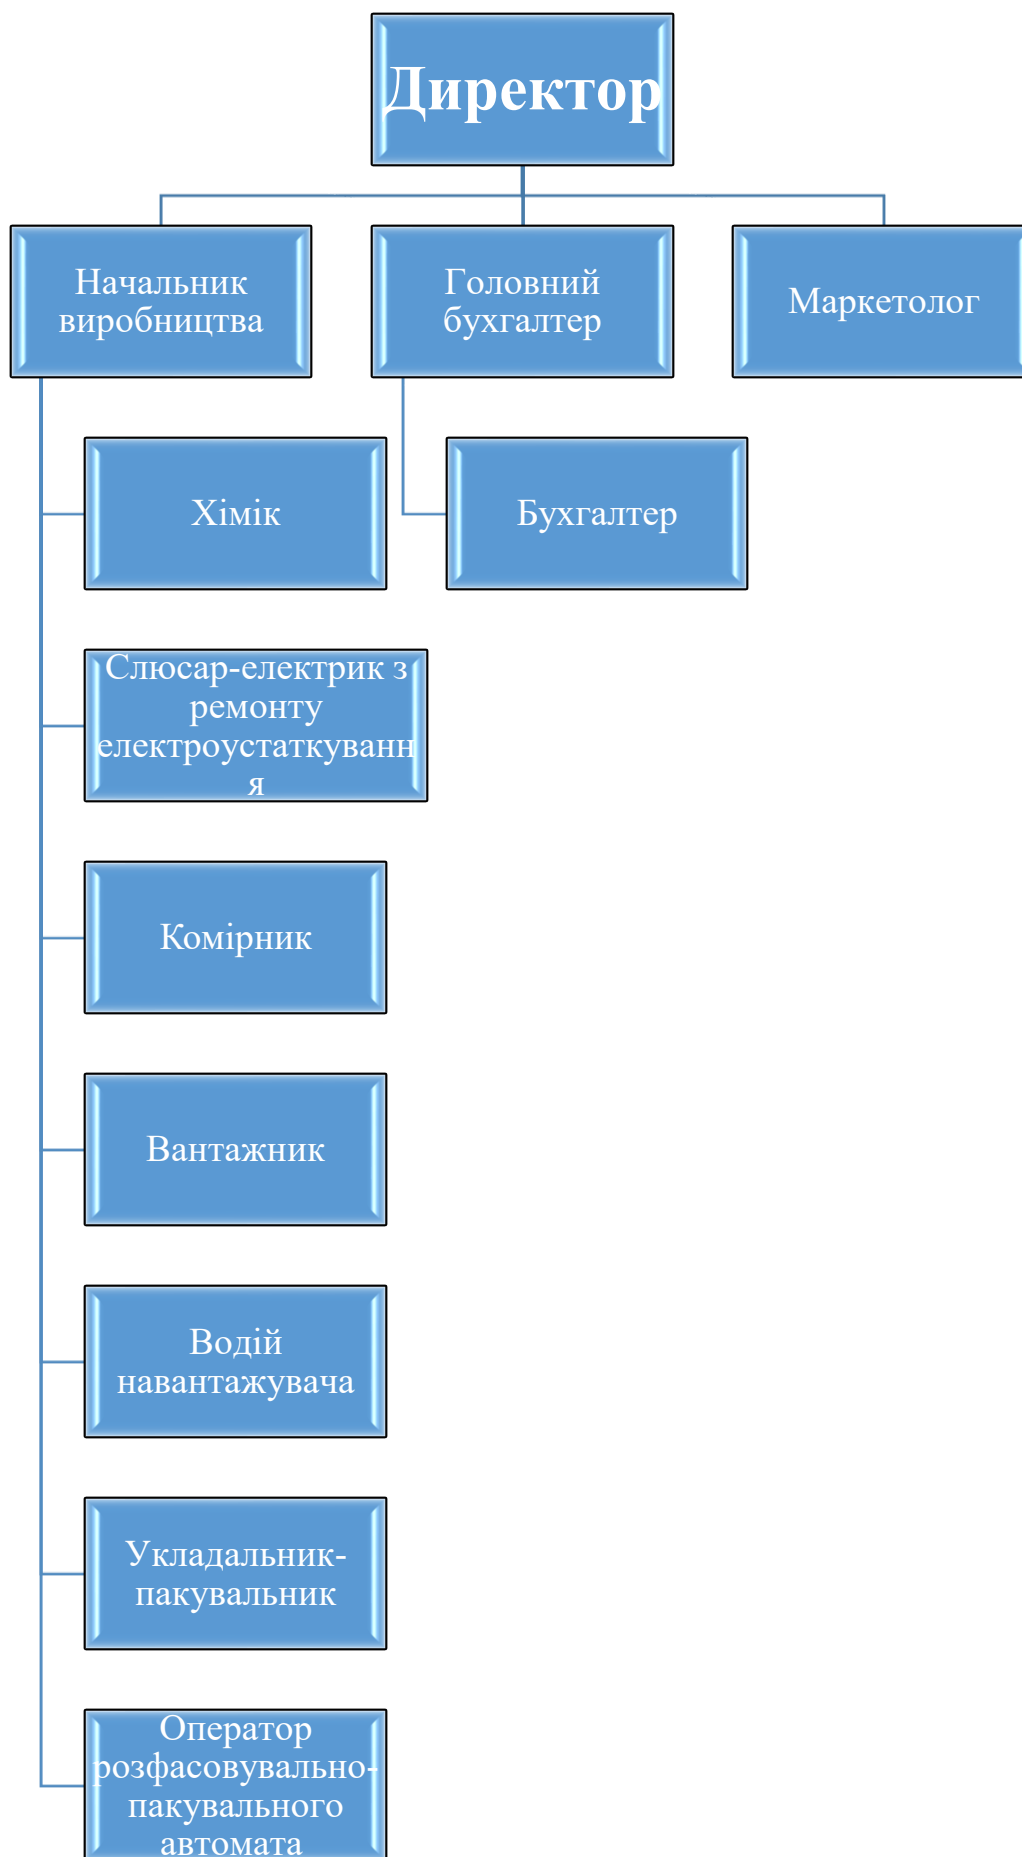 Директор
Начальник
виробництва
Головний
бухгалтер
Маркетолог
Хімік
Бухгалтер
Слюсар-електрик з
ремонту
електроустаткуванн
я
Комірник
Вантажник
Водій
навантажувача
Укладальник-
пакувальник
Оператор
розфасовувально-
пакувального
автомата